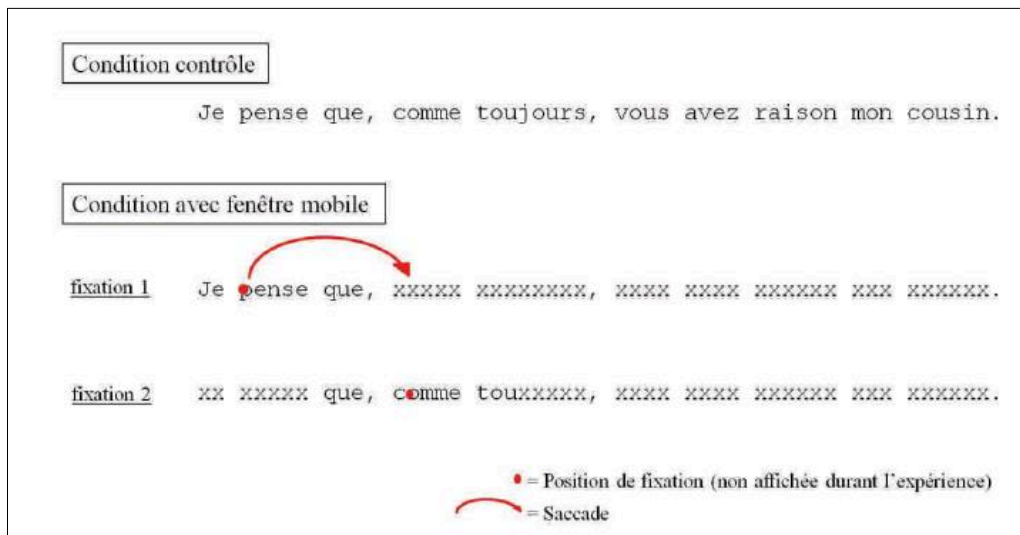 Condition contrôle
Je pense que, comme toujours, vous avez raison mon cousin.
Condition avec fenêtre mobile
fixation 1 Je pense que, xxxxx xxxxxxxx, xxxx xxxx xxxxxx xxx xxxxxx.
fixation 2 xx xxxxx que, comme touxxxxx, xxxx xxxx xxxxxx xxx xxxxxx.
= Position de fixation (non affichée durant l'expérience)
= Saccade